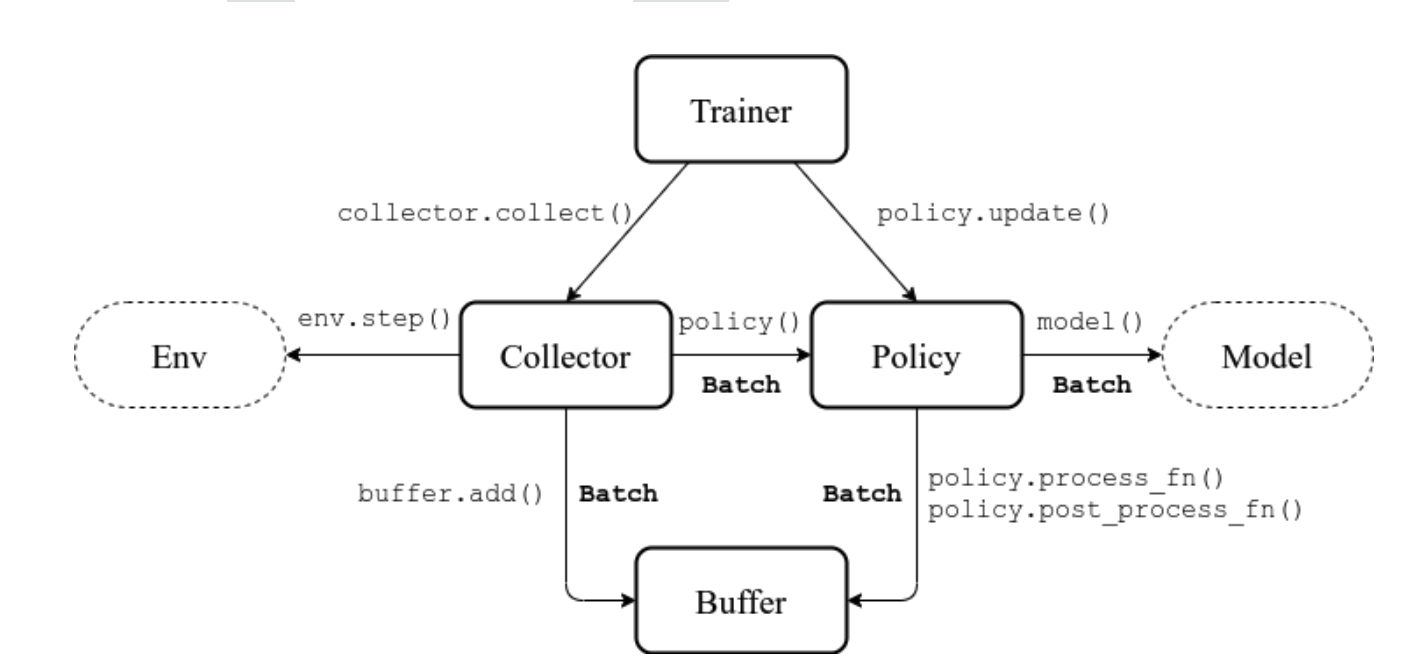 Trainer
collector.collect()
policy.update()
env.step()
policy()
model()
Env
Collector
Policy
Model
Batch
Batch
buffer.add()
Batch
Batch
policy.process_fn()
policy.post_process_fn()
Buffer